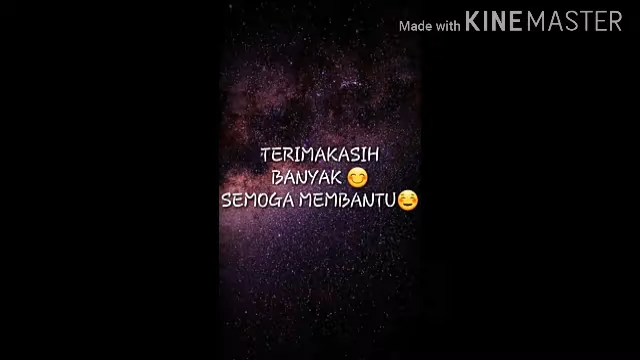 Made with KINEMASTER
TERIMAKASIH
BANYAK 😊
SEMOGA MEMBANTU☺️